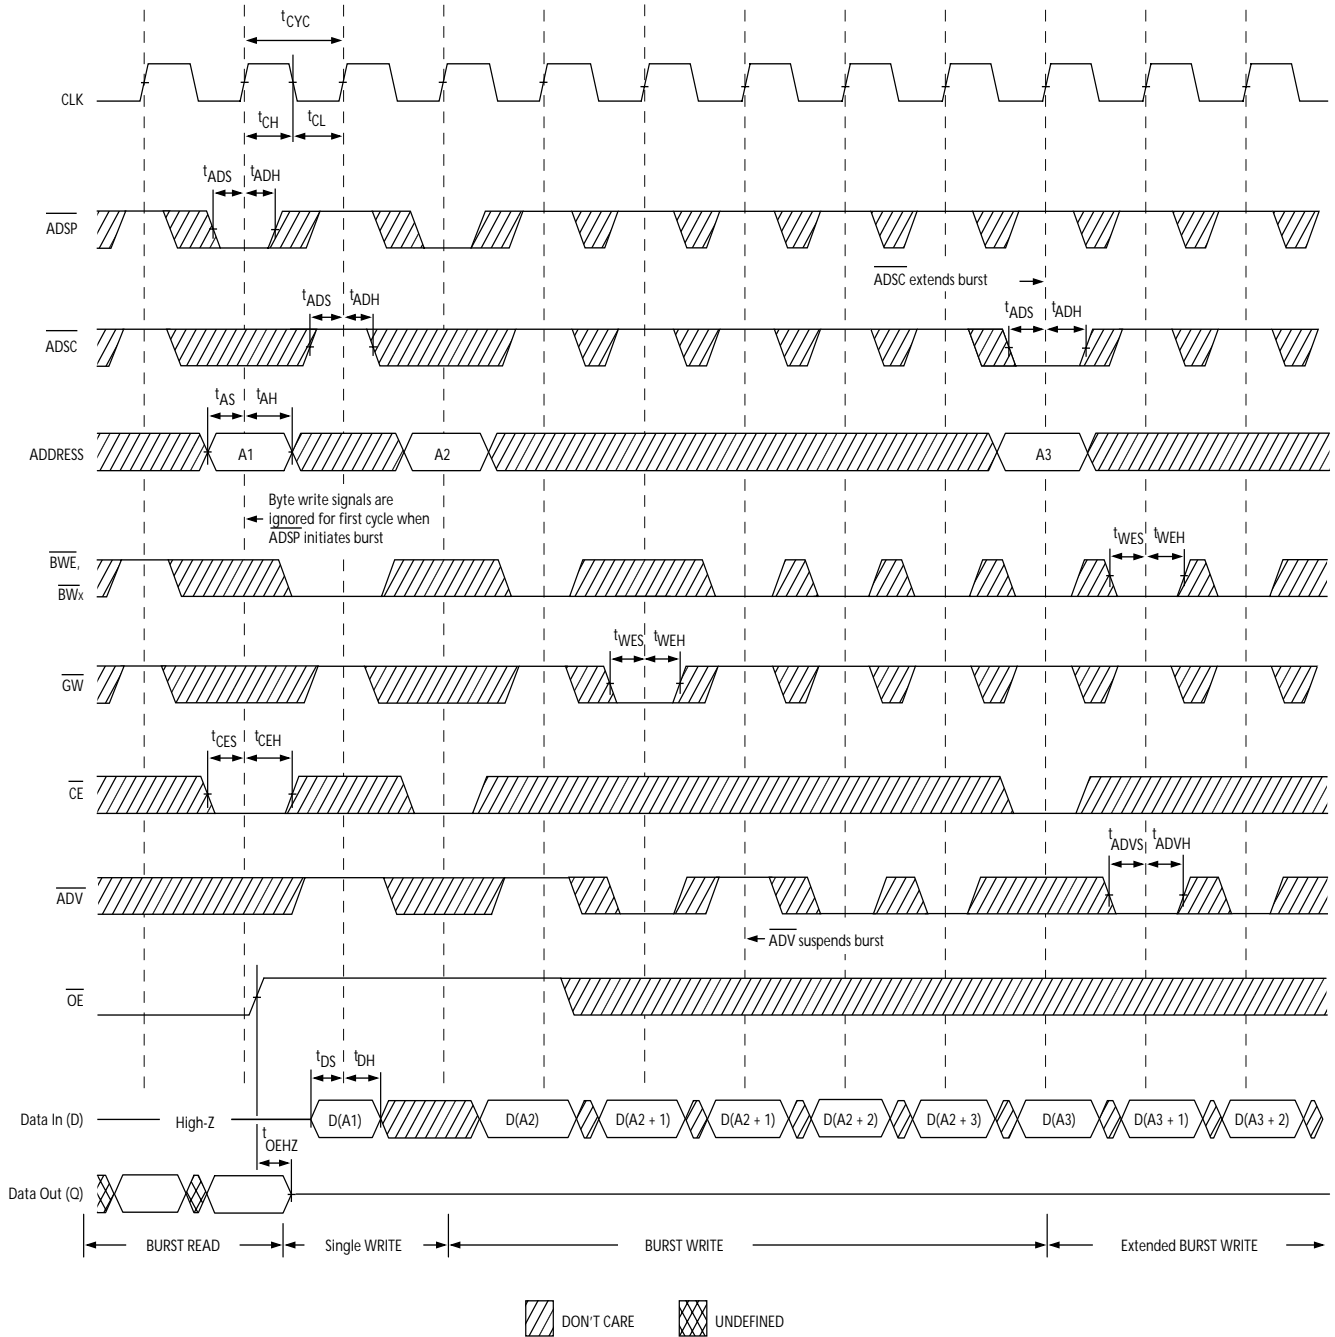 tCYC
CLK
tCH
tCL
tADS
tADH
ADSP
ADSC extends burst
tADS
tADH
tADS
tADH
ADSC
tAS
tAH
ADDRESS
A1
A2
A3
Byte write signals are
ignored for first cycle when
ADSP initiates burst
BWE,
BWx
tWES
tWEH
tWES
tWEH
GW
tCES
tCEH
CE
tADVS
tADVH
ADV
ADV suspends burst
OE
tDS
tDH
Data In (D)
High-Z
D(A1)
D(A2)
D(A2 + 1)
D(A2 + 1)
D(A2 + 2)
D(A2 + 3)
D(A3)
D(A3 + 1)
D(A3 + 2)
tOEHZ
Data Out (Q)
BURST READ
Single WRITE
BURST WRITE
Extended BURST WRITE
DON'T CARE
UNDEFINED